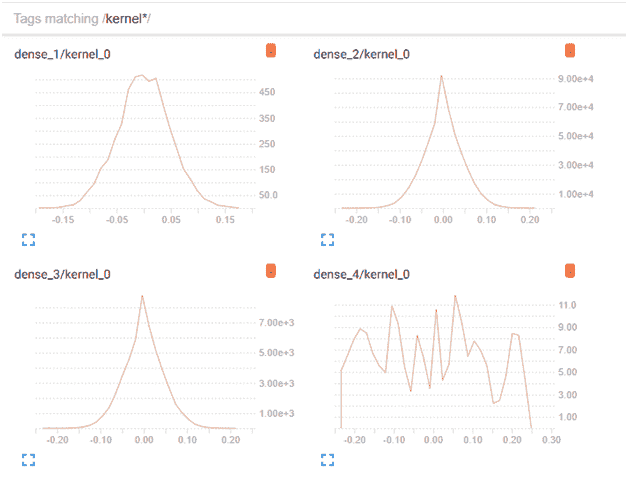 Tags matching /kernel*/
dense_1/kernel_0
dense_2/kernel_0
450
350
250
150
50.0
-0.15 -0.05 0.05 0.15
9.00e+4
7.00e+4
5.00e+4
3.00e+4
1.00e+4
-0.20 -0.10 0.00 0.10 0.20
dense_3/kernel_0
dense_4/kernel_0
7.00e+3
5.00e+3
3.00e+3
1.00e+3
-0.20 -0.10 0.00 0.10 0.20
11.0
9.00
7.00
5.00
3.00
1.00
-0.20 -0.10 0.00 0.10 0.20 0.30